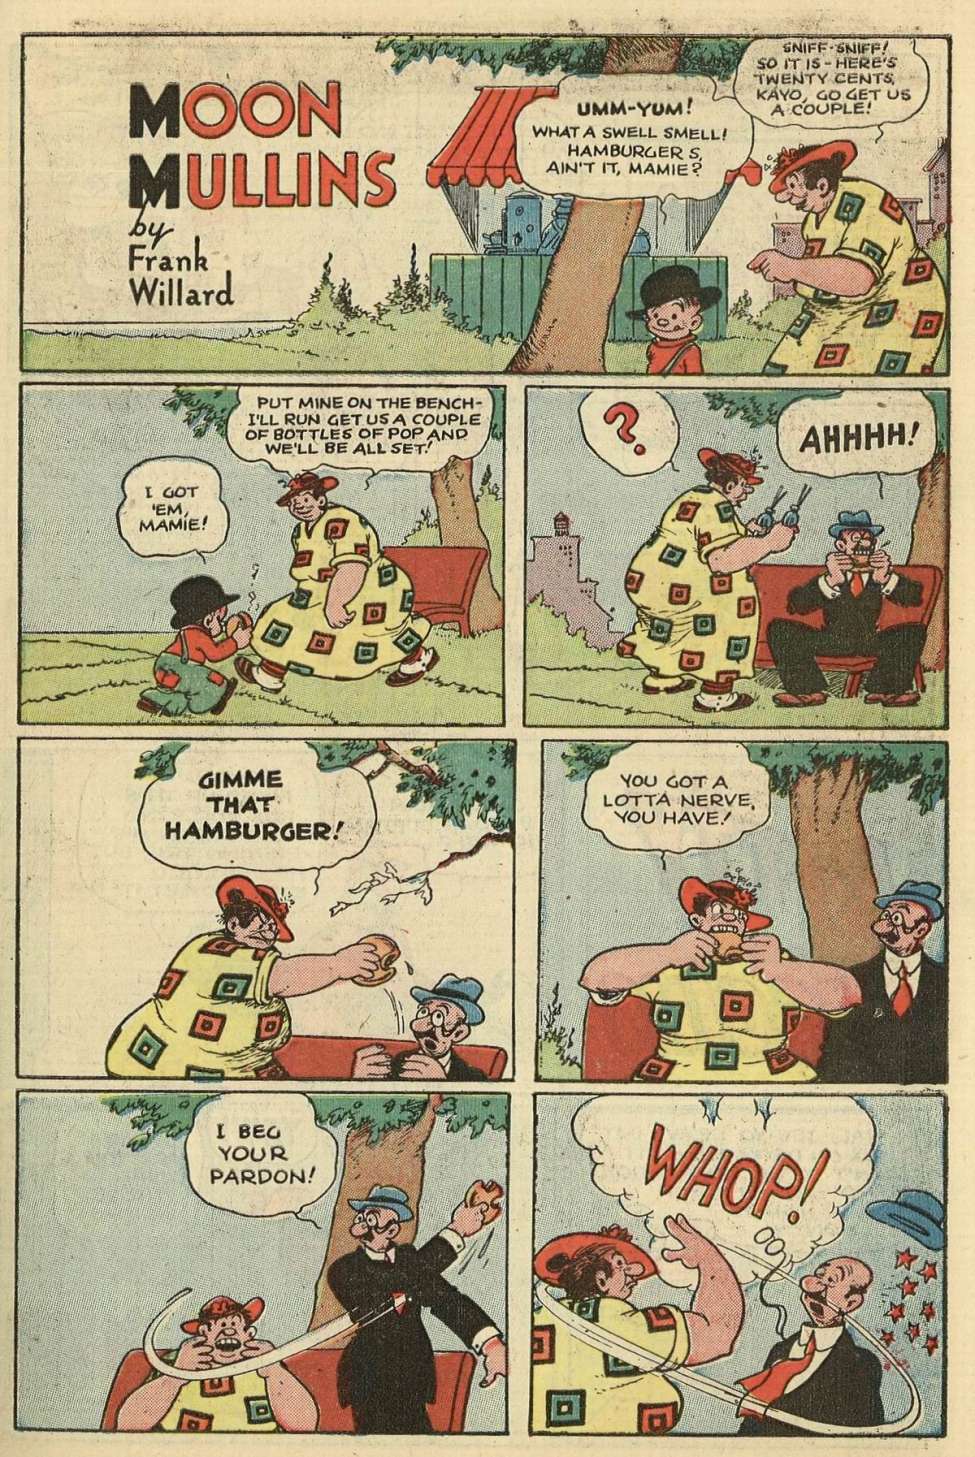 MOON
MULLINS
by
Frank
Willard
UMM-YUM!
WHAT A SWELL SMELL!
HAMBURGERS,
AIN'T IT, MAMIE?
SNIFF-SNIFF!
SO IT IS - HERE'S
TWENTY CENTS,
KAYO, GO GET US
A COUPLE!
I GOT
'EM,
MAMIE!
PUT MINE ON THE BENCH-
I'LL RUN GET US A COUPLE
OF BOTTLES OF POP AND
WE'LL BE ALL SET!
?
AHHHH!
GIMME
THAT
HAMBURGER!
YOU GOT A
LOTTA NERVE,
YOU HAVE!
I BEG
YOUR
PARDON!
WHOP!